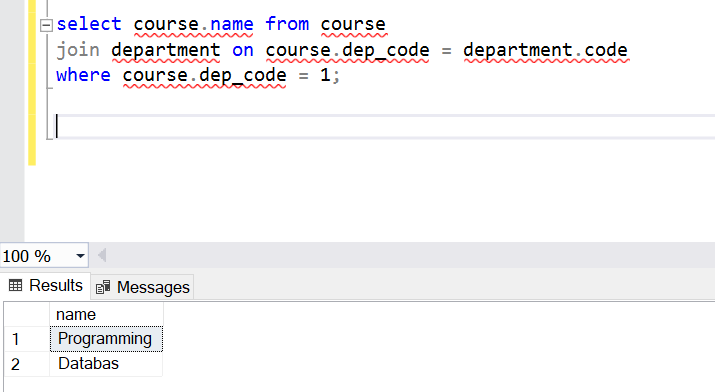 select course.name from course
join department on course.dep_code = department.code
where course.dep_code = 1;
100 %
Results Messages
name
1 Programming
2 Databas